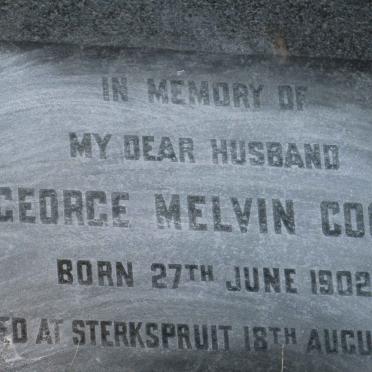 IN MEMORY OF
MY DEAR HUSBAND
GEORGE MELVIN
BORN 27TH JUNE 1902
AT STERKSPRUIT 18TH